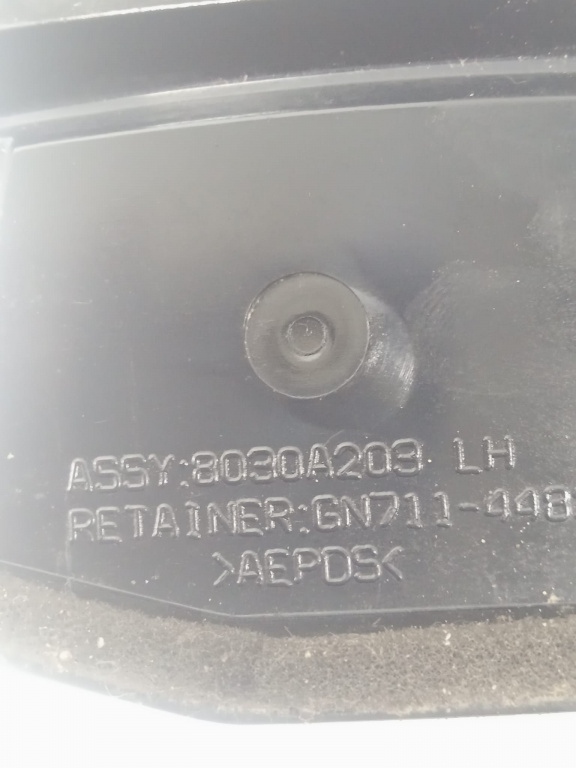 ASSY:8030A203 LH
RETAINER:GN711-448
>AEPDS<